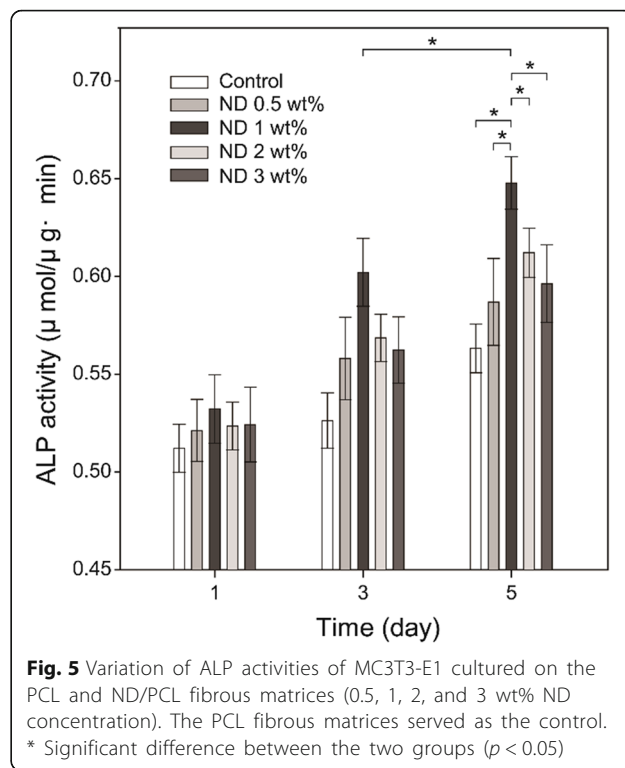 *
0.70
Control
ND 0.5 wt%
ND 1 wt%
ND 2 wt%
ND 3 wt%
*
*
*
*
0.65
0.60
0.55
0.50
0.45
ALP activity (μ mol/μ g· min)
1 3 5
Time (day)
Fig. 5 Variation of ALP activities of MC3T3-E1 cultured on the
PCL and ND/PCL fibrous matrices (0.5, 1, 2, and 3 wt% ND
concentration). The PCL fibrous matrices served as the control.
* Significant difference between the two groups (p < 0.05)